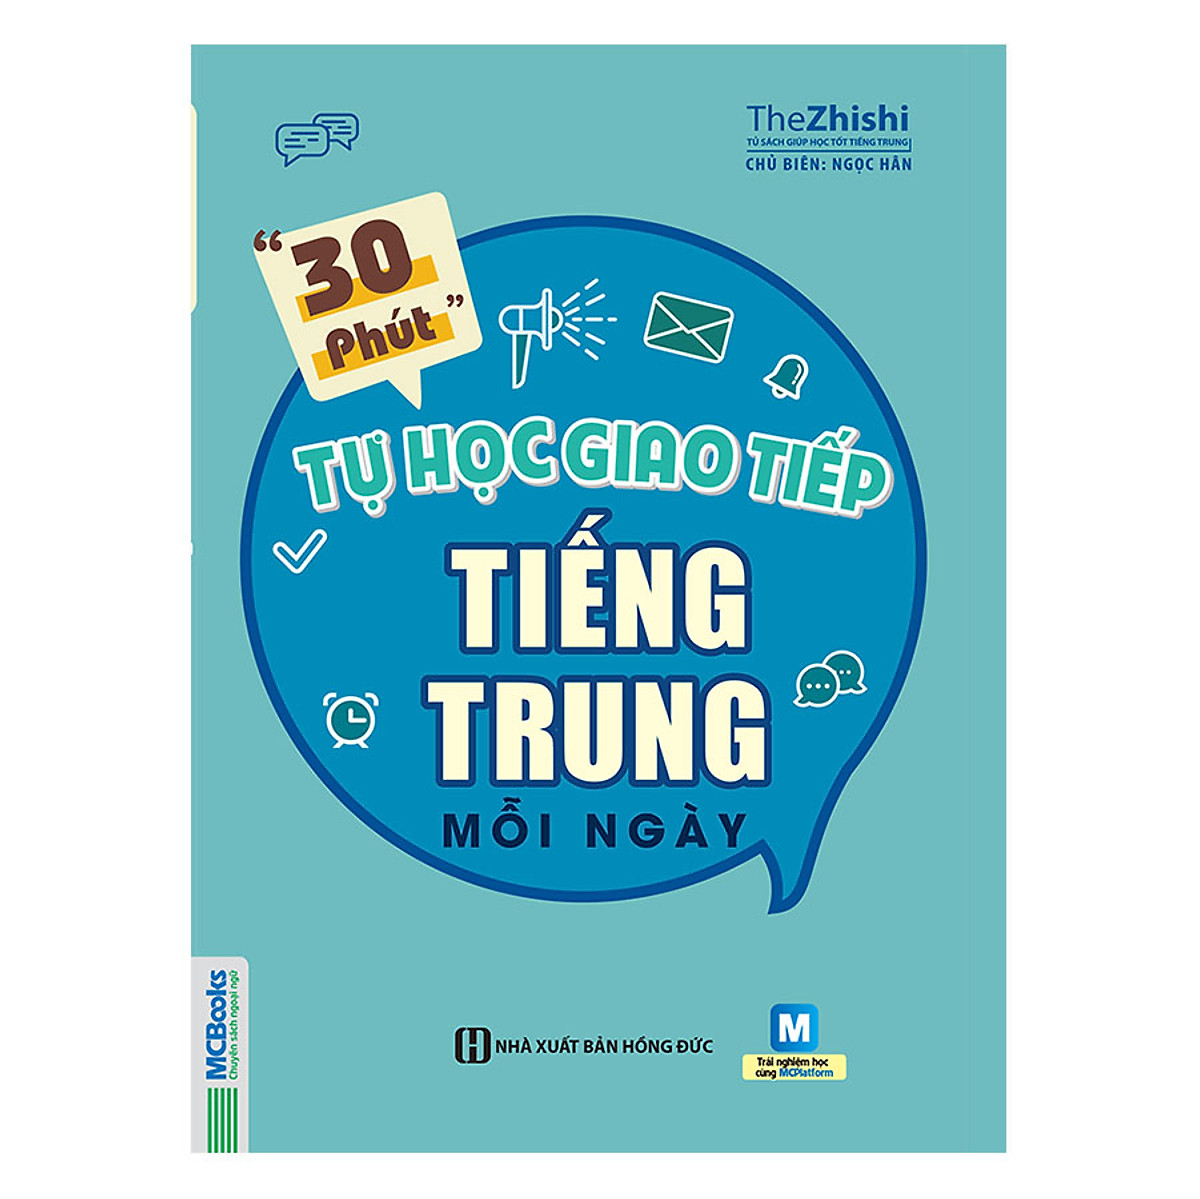 TheZhishi
TỦ SÁCH GIÚP HỌC TỐT TIẾNG TRUNG
CHỦ BIÊN: NGỌC HÂN
“30
Phút”
TỰ HỌC GIAO TIẾP
TIẾNG
TRUNG
MỖI NGÀY
MCBooks
Chuyên sách ngoại ngữ
NHÀ XUẤT BẢN HỒNG ĐỨC
M
Trải nghiệm học
cùng MCPlatform